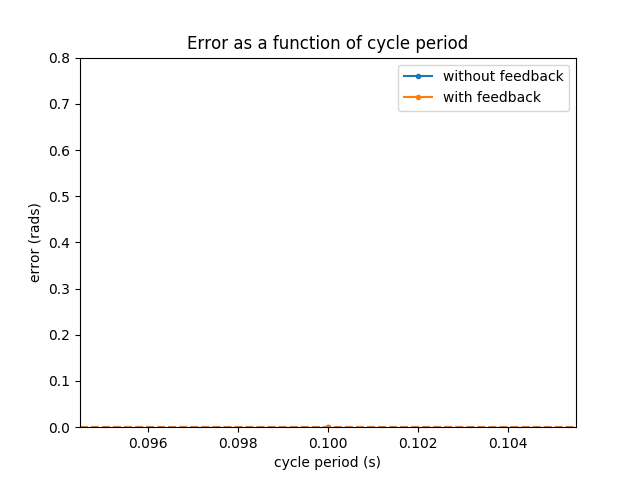 Error as a function of cycle period
without feedback
with feedback
error (rads)
0.8
0.7
0.6
0.5
0.4
0.3
0.2
0.1
0.0
0.096 0.098 0.100 0.102 0.104
cycle period (s)